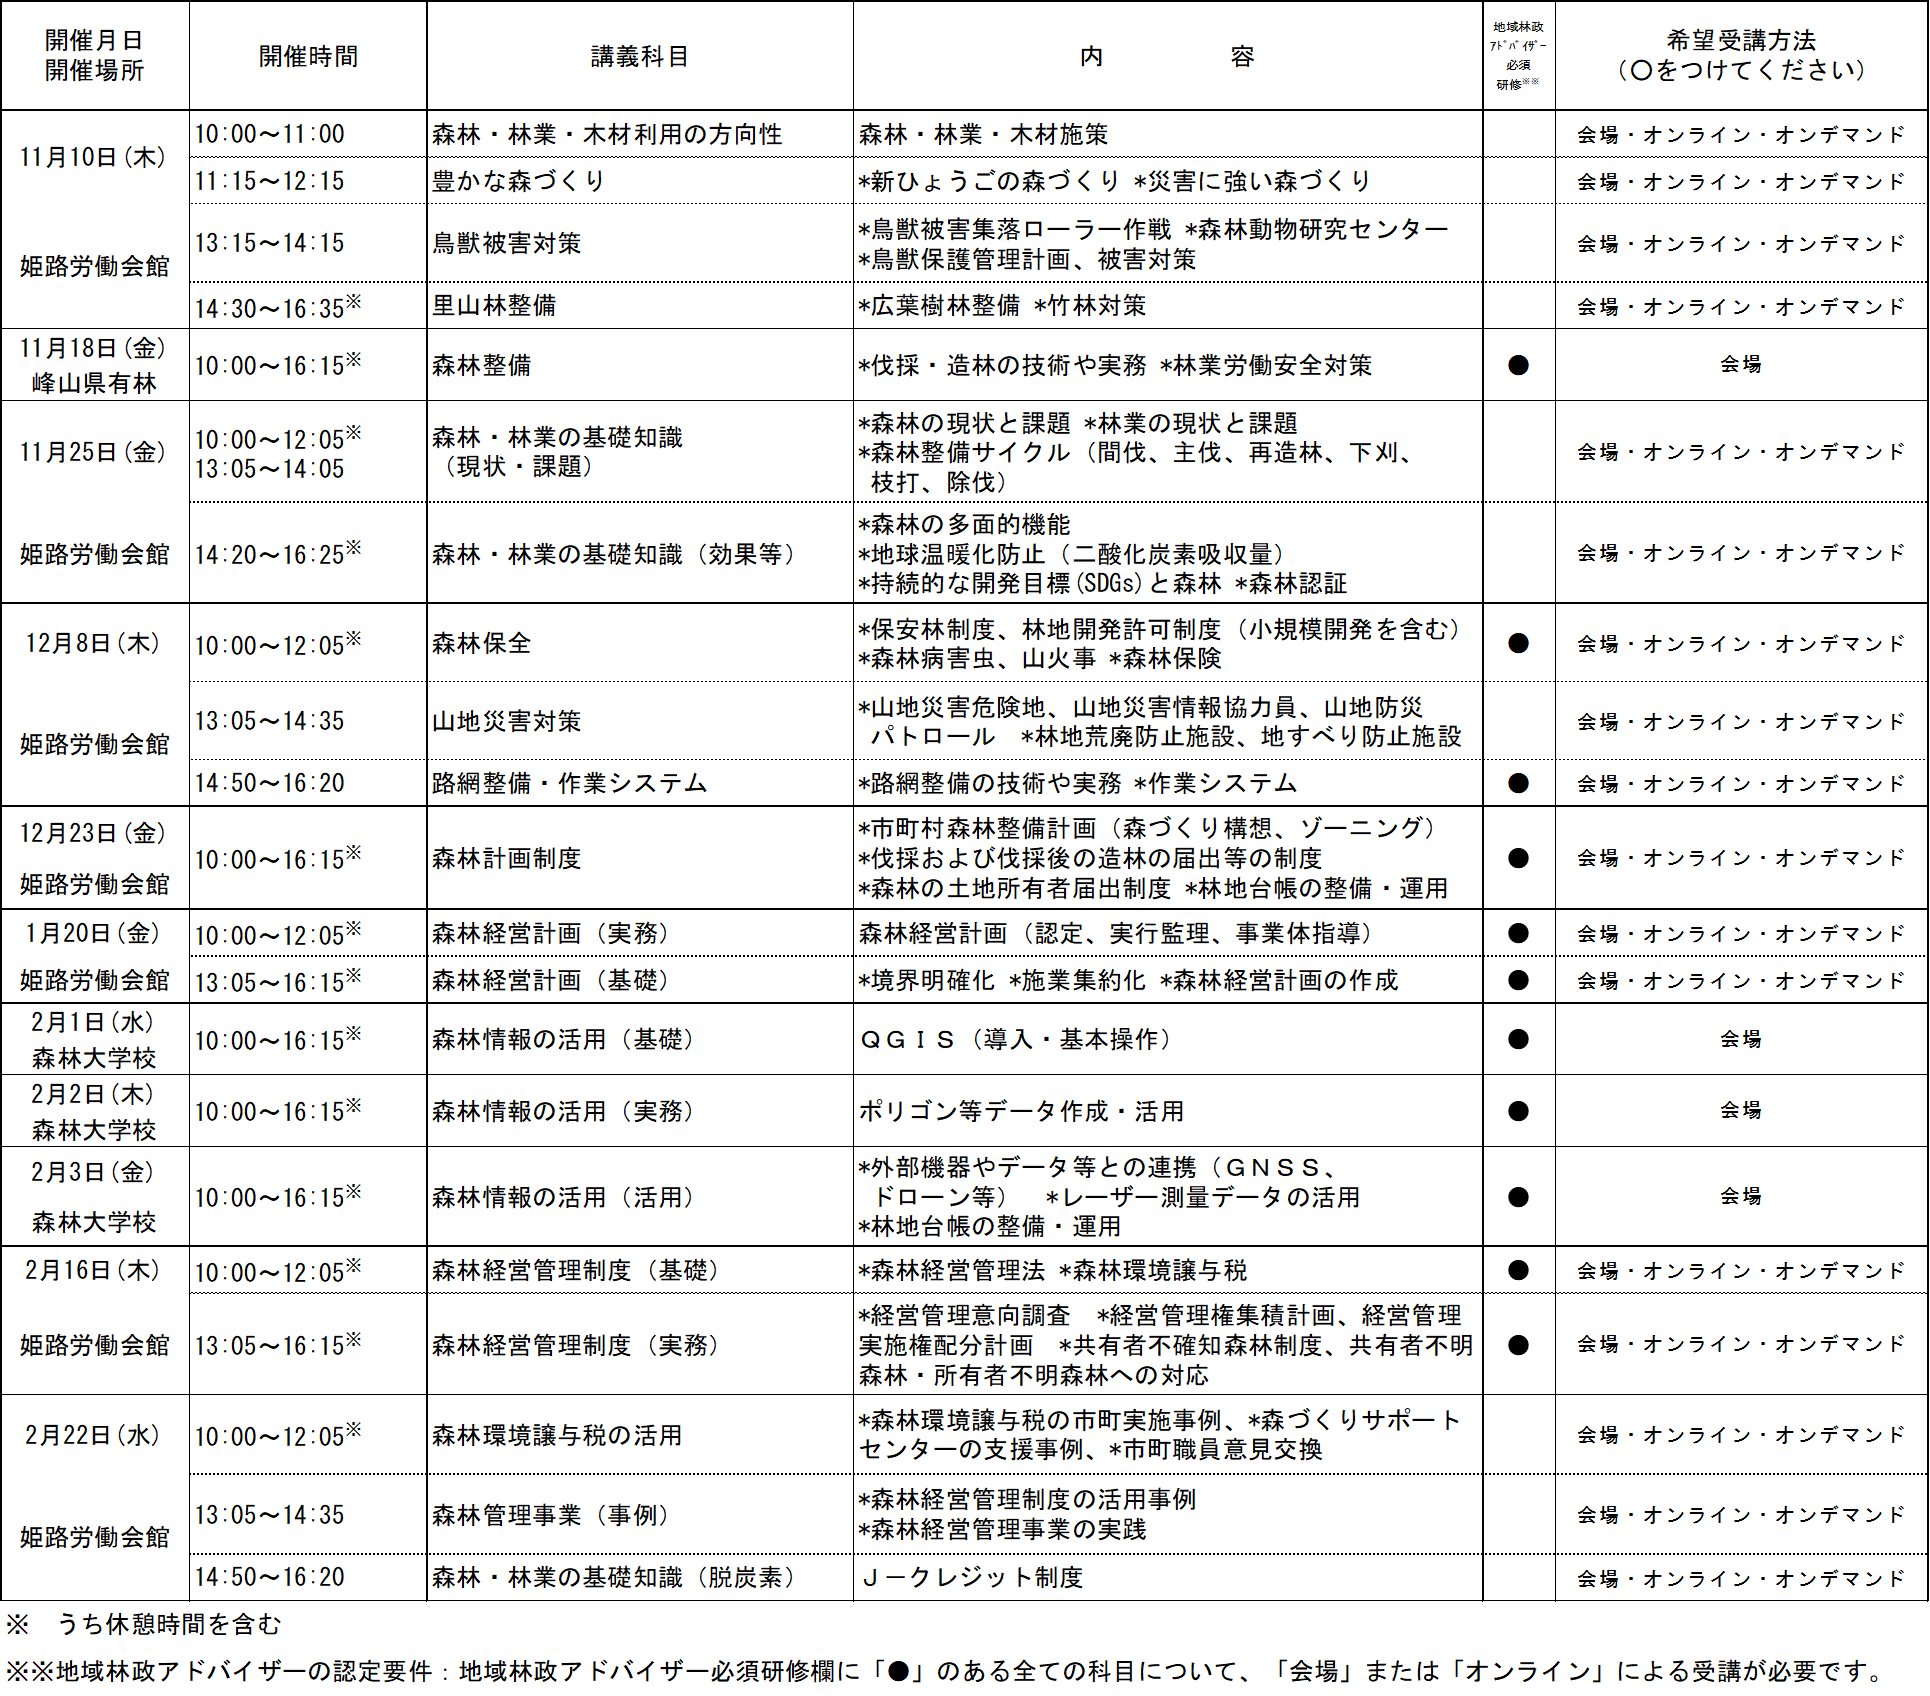 開催月日
開催場所
開催時間
講義科目
内　　　　　容
地域林政
ｱﾄﾞﾊﾞｲｻﾞｰ
必須
研修※※
希望受講方法
（〇をつけてください）
11月10日(木)
姫路労働会館
10:00～11:00
森林・林業・木材利用の方向性
森林・林業・木材施策
会場・オンライン・オンデマンド
11:15～12:15
豊かな森づくり
*新ひょうごの森づくり *災害に強い森づくり
会場・オンライン・オンデマンド
13:15～14:15
鳥獣被害対策
*鳥獣被害集落ローラー作戦 *森林動物研究センター
*鳥獣保護管理計画、被害対策
会場・オンライン・オンデマンド
14:30～16:35※
里山林整備
*広葉樹林整備 *竹林対策
会場・オンライン・オンデマンド
11月18日(金)
峰山県有林
10:00～16:15※
森林整備
*伐採・造林の技術や実務 *林業労働安全対策
●
会場
11月25日(金)
姫路労働会館
10:00～12:05※
13:05～14:05
森林・林業の基礎知識
（現状・課題）
*森林の現状と課題 *林業の現状と課題
*森林整備サイクル（間伐、主伐、再造林、下刈、
枝打、除伐）
会場・オンライン・オンデマンド
14:20～16:25※
森林・林業の基礎知識（効果等）
*森林の多面的機能
*地球温暖化防止（二酸化炭素吸収量）
*持続的な開発目標(SDGs)と森林 *森林認証
会場・オンライン・オンデマンド
12月8日(木)
姫路労働会館
10:00～12:05※
森林保全
*保安林制度、林地開発許可制度（小規模開発を含む）
*森林病害虫、山火事 *森林保険
●
会場・オンライン・オンデマンド
13:05～14:35
山地災害対策
*山地災害危険地、山地災害情報協力員、山地防災
パトロール　*林地荒廃防止施設、地すべり防止施設
会場・オンライン・オンデマンド
14:50～16:20
路網整備・作業システム
*路網整備の技術や実務 *作業システム
●
会場・オンライン・オンデマンド
12月23日(金)
姫路労働会館
10:00～16:15※
森林計画制度
*市町村森林整備計画（森づくり構想、ゾーニング）
*伐採および伐採後の造林の届出等の制度
*森林の土地所有者届出制度 *林地台帳の整備・運用
●
会場・オンライン・オンデマンド
1月20日(金)
姫路労働会館
10:00～12:05※
森林経営計画（実務）
森林経営計画（認定、実行監理、事業体指導）
●
会場・オンライン・オンデマンド
13:05～16:15※
森林経営計画（基礎）
*境界明確化 *施業集約化 *森林経営計画の作成
●
会場・オンライン・オンデマンド
2月1日(水)
森林大学校
10:00～16:15※
森林情報の活用（基礎）
ＱＧＩＳ（導入・基本操作）
●
会場
2月2日(木)
森林大学校
10:00～16:15※
森林情報の活用（実務）
ポリゴン等データ作成・活用
●
会場
2月3日(金)
森林大学校
10:00～16:15※
森林情報の活用（活用）
*外部機器やデータ等との連携（ＧＮＳＳ、
ドローン等）　*レーザー測量データの活用
*林地台帳の整備・運用
●
会場
2月16日(木)
姫路労働会館
10:00～12:05※
森林経営管理制度（基礎）
*森林経営管理法 *森林環境譲与税
●
会場・オンライン・オンデマンド
13:05～16:15※
森林経営管理制度（実務）
*経営管理意向調査　*経営管理権集積計画、経営管理
実施権配分計画　*共有者不確知森林制度、共有者不明
森林・所有者不明森林への対応
●
会場・オンライン・オンデマンド
2月22日(水)
姫路労働会館
10:00～12:05※
森林環境譲与税の活用
*森林環境譲与税の市町実施事例、*森づくりサポート
センターの支援事例、*市町職員意見交換
会場・オンライン・オンデマンド
13:05～14:35
森林管理事業（事例）
*森林経営管理制度の活用事例
*森林経営管理事業の実践
会場・オンライン・オンデマンド
14:50～16:20
森林・林業の基礎知識（脱炭素）
Ｊ－クレジット制度
会場・オンライン・オンデマンド
※　うち休憩時間を含む
※※地域林政アドバイザーの認定要件：地域林政アドバイザー必須研修欄に「●」のある全ての科目について、「会場」または「オンライン」による受講が必要です。